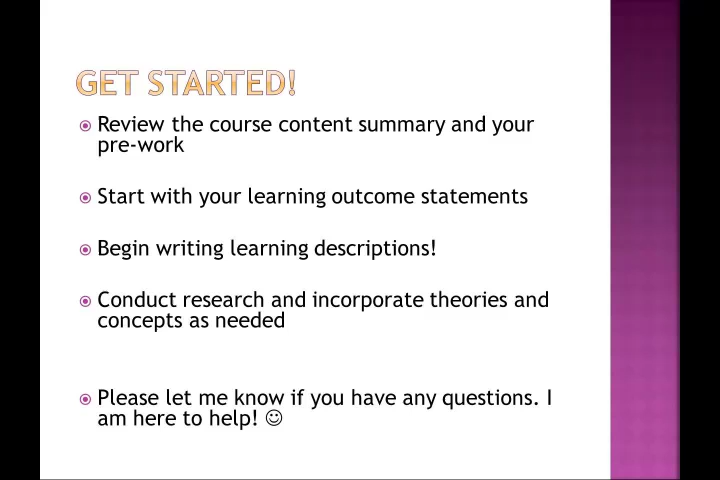 GET STARTED!
Review the course content summary and your
pre-work
Start with your learning outcome statements
Begin writing learning descriptions!
Conduct research and incorporate theories and
concepts as needed
Please let me know if you have any questions. I
am here to help! ☺